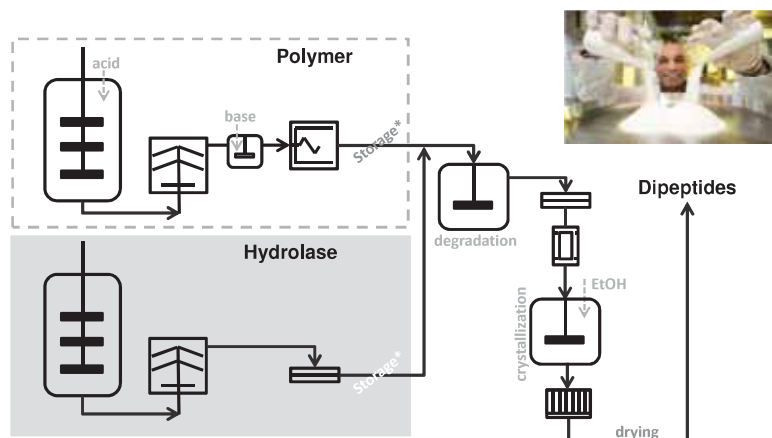 Polymer
acid
base
Storage*
Dipeptides
degradation
Hydrolase
EtOH
crystallization
Storage*
drying